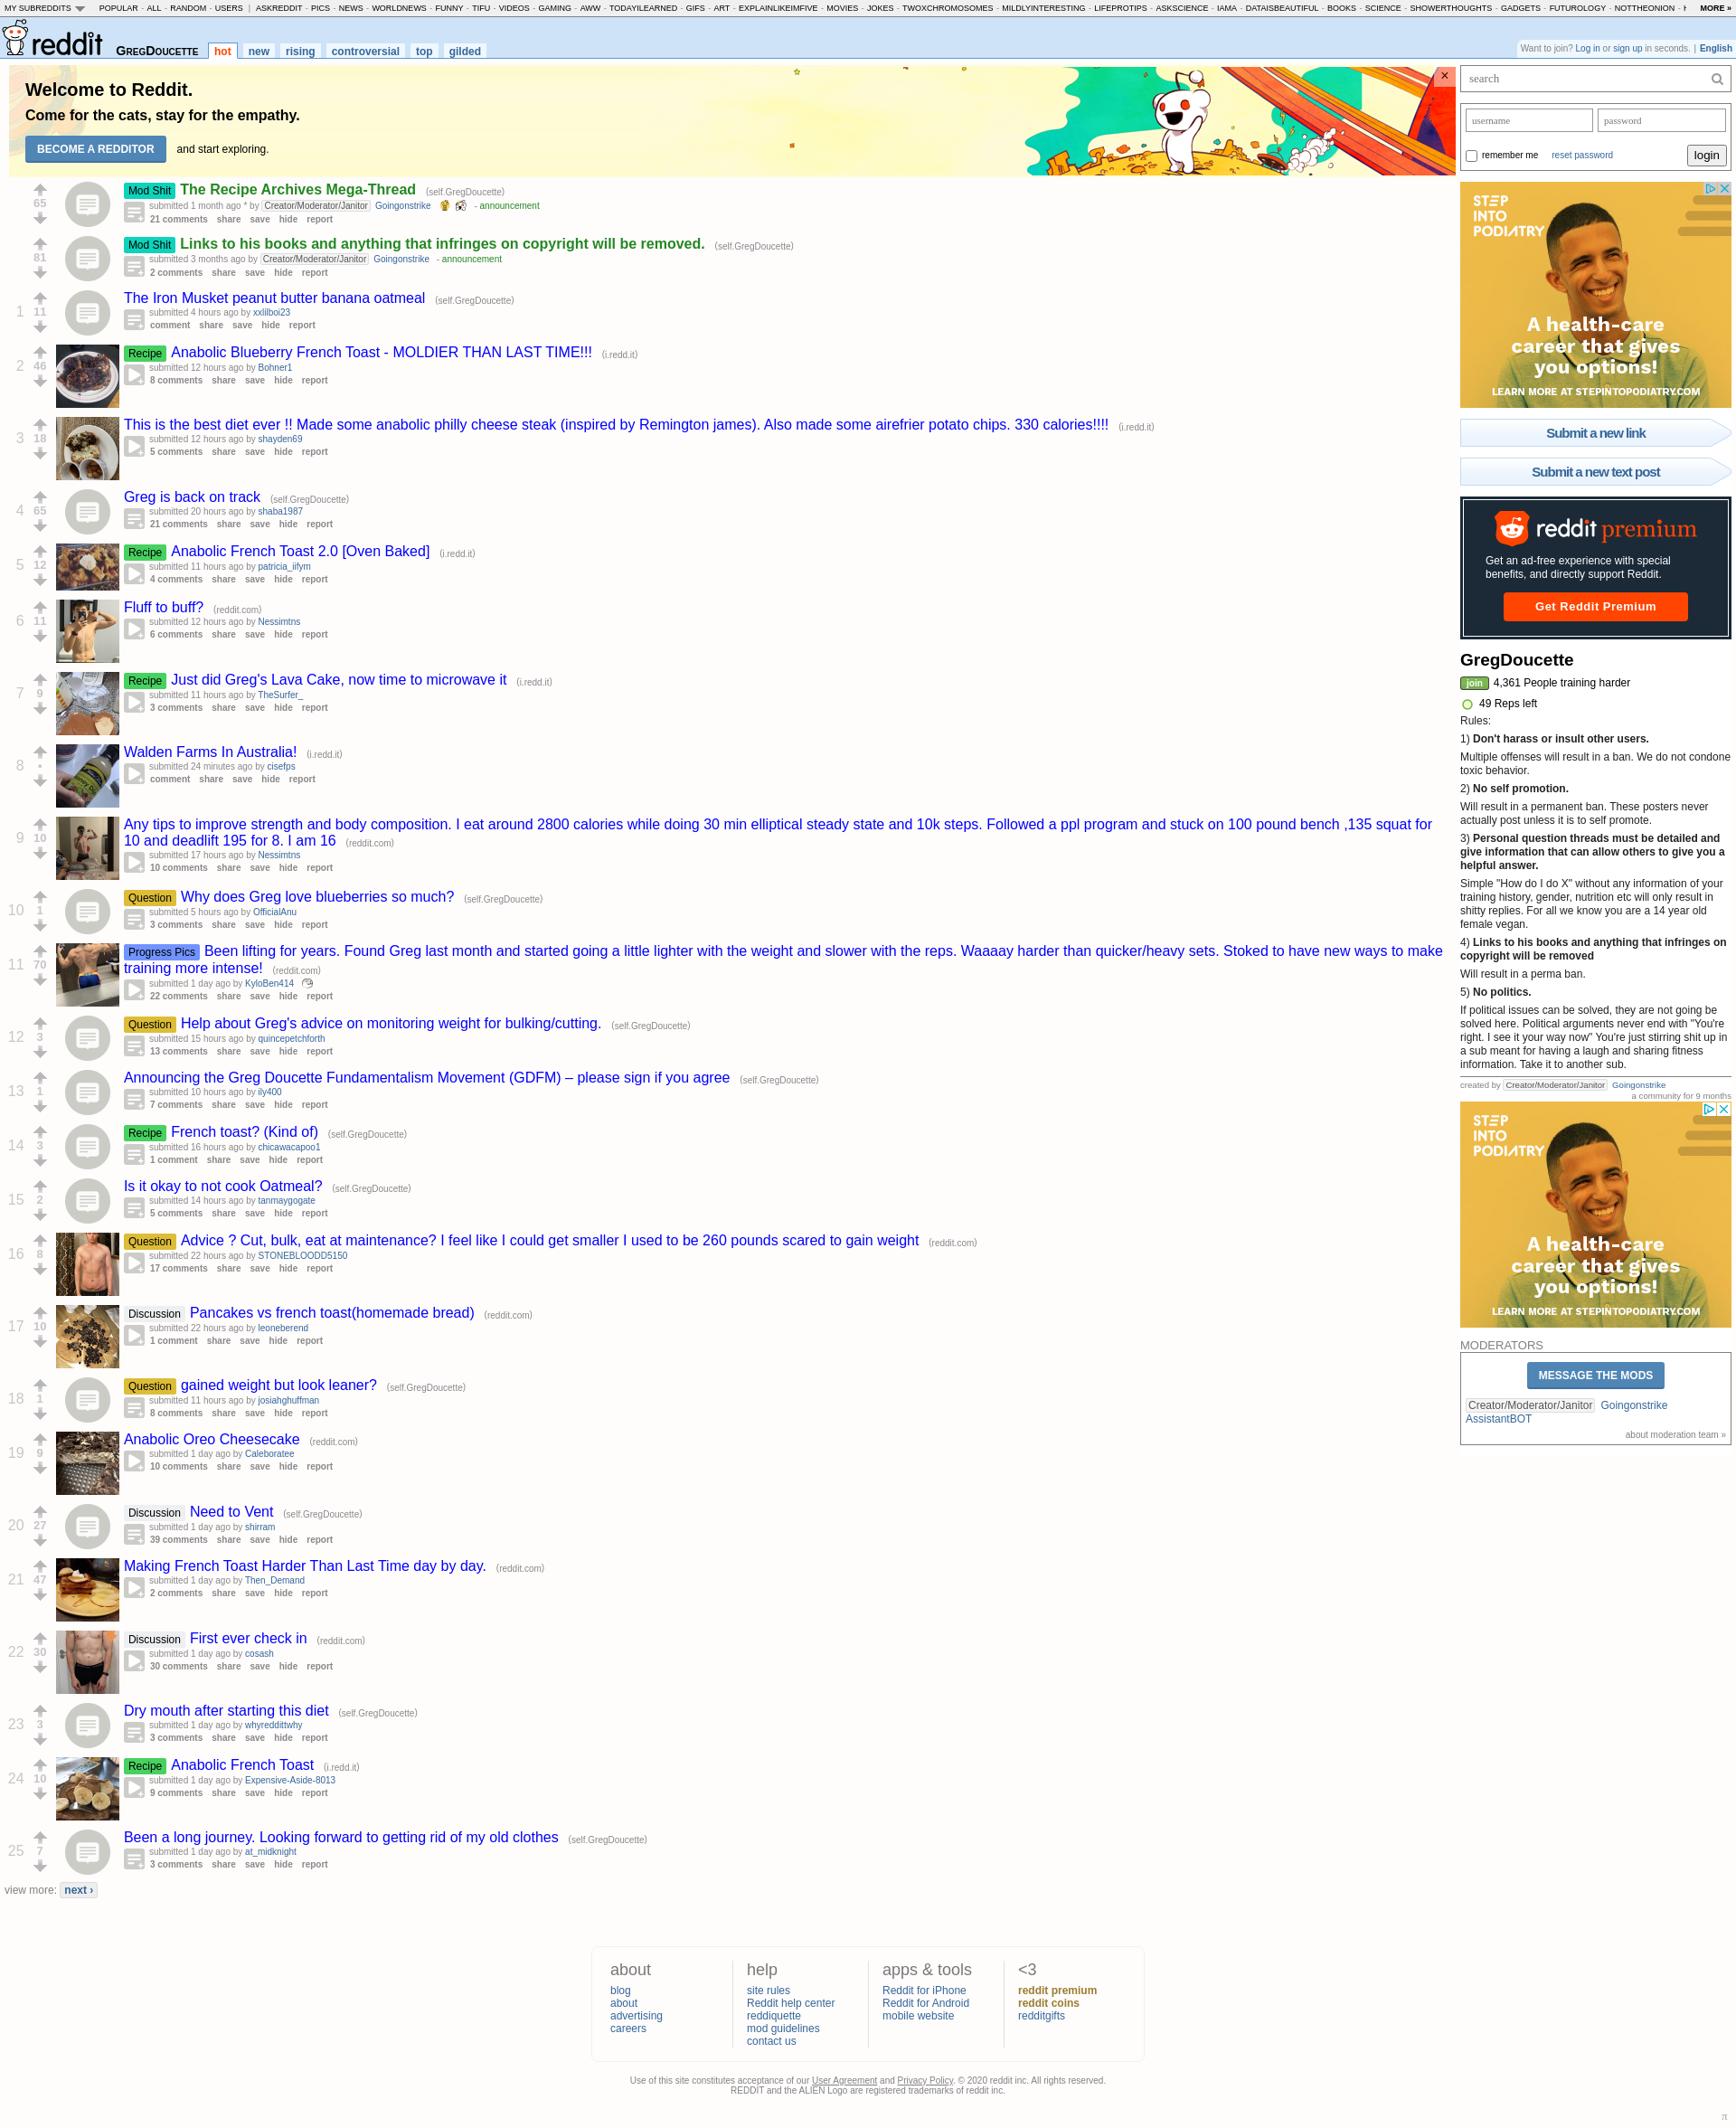 MY SUBREDDITS POPULAR - ALL - RANDOM - USERS | ASKREDDIT - PICS - NEWS - WORLDNEWS - FUNNY - TIFU - VIDEOS - GAMING - AWW - TODAYILEARNED - GIFS - ART - EXPLAINLIKEIMFIVE - MOVIES - JOKES - TWOXCHROMOSOMES - MILDLYINTERESTING - LIFEPROTIPS - ASKSCIENCE - IAMA - DATAISBEAUTIFUL - BOOKS - SCIENCE - SHOWERTHOUGHTS - GADGETS - FUTUROLOGY - NOTTHEONION - MORE »
reddit GREGDOUCETTE hot new rising controversial top gilded
Want to join? Log in or sign up in seconds. | English
Welcome to Reddit.
Come for the cats, stay for the empathy.
BECOME A REDDITOR and start exploring.
×
65 Mod Shit The Recipe Archives Mega-Thread (self.GregDoucette)
submitted 1 month ago * by Creator/Moderator/Janitor Goingonstrike - announcement
21 comments share save hide report
81 Mod Shit Links to his books and anything that infringes on copyright will be removed. (self.GregDoucette)
submitted 3 months ago by Creator/Moderator/Janitor Goingonstrike - announcement
2 comments share save hide report
1 11 The Iron Musket peanut butter banana oatmeal (self.GregDoucette)
submitted 4 hours ago by xxlilboi23
comment share save hide report
2 46 Recipe Anabolic Blueberry French Toast - MOLDIER THAN LAST TIME!!! (i.redd.it)
submitted 12 hours ago by Bohner1
8 comments share save hide report
3 18 This is the best diet ever !! Made some anabolic philly cheese steak (inspired by Remington james). Also made some airefrier potato chips. 330 calories!!!! (i.redd.it)
submitted 12 hours ago by shayden69
5 comments share save hide report
4 65 Greg is back on track (self.GregDoucette)
submitted 20 hours ago by shaba1987
21 comments share save hide report
5 12 Recipe Anabolic French Toast 2.0 [Oven Baked] (i.redd.it)
submitted 11 hours ago by patricia_iifym
4 comments share save hide report
6 11 Fluff to buff? (reddit.com)
submitted 12 hours ago by Nessimtns
6 comments share save hide report
7 9 Recipe Just did Greg's Lava Cake, now time to microwave it (i.redd.it)
submitted 11 hours ago by TheSurfer_
3 comments share save hide report
8 • Walden Farms In Australia! (i.redd.it)
submitted 24 minutes ago by cisefps
comment share save hide report
9 10 Any tips to improve strength and body composition. I eat around 2800 calories while doing 30 min elliptical steady state and 10k steps. Followed a ppl program and stuck on 100 pound bench ,135 squat for
10 and deadlift 195 for 8. I am 16 (reddit.com)
submitted 17 hours ago by Nessimtns
10 comments share save hide report
10 1 Question Why does Greg love blueberries so much? (self.GregDoucette)
submitted 5 hours ago by OfficialAnu
3 comments share save hide report
11 70 Progress Pics Been lifting for years. Found Greg last month and started going a little lighter with the weight and slower with the reps. Waaaay harder than quicker/heavy sets. Stoked to have new ways to make
training more intense! (reddit.com)
submitted 1 day ago by KyloBen414
22 comments share save hide report
12 3 Question Help about Greg's advice on monitoring weight for bulking/cutting. (self.GregDoucette)
submitted 15 hours ago by quincepetchforth
13 comments share save hide report
13 1 Announcing the Greg Doucette Fundamentalism Movement (GDFM) – please sign if you agree (self.GregDoucette)
submitted 10 hours ago by ily400
7 comments share save hide report
14 3 Recipe French toast? (Kind of) (self.GregDoucette)
submitted 16 hours ago by chicawacapoo1
1 comment share save hide report
15 2 Is it okay to not cook Oatmeal? (self.GregDoucette)
submitted 14 hours ago by tanmaygogate
5 comments share save hide report
16 8 Question Advice ? Cut, bulk, eat at maintenance? I feel like I could get smaller I used to be 260 pounds scared to gain weight (reddit.com)
submitted 22 hours ago by STONEBLOODD5150
17 comments share save hide report
17 10 Discussion Pancakes vs french toast(homemade bread) (reddit.com)
submitted 22 hours ago by leoneberend
1 comment share save hide report
18 1 Question gained weight but look leaner? (self.GregDoucette)
submitted 11 hours ago by josiahghuffman
8 comments share save hide report
19 9 Anabolic Oreo Cheesecake (reddit.com)
submitted 1 day ago by Caleboratee
10 comments share save hide report
20 27 Discussion Need to Vent (self.GregDoucette)
submitted 1 day ago by shirram
39 comments share save hide report
21 47 Making French Toast Harder Than Last Time day by day. (reddit.com)
submitted 1 day ago by Then_Demand
2 comments share save hide report
22 30 Discussion First ever check in (reddit.com)
submitted 1 day ago by cosash
30 comments share save hide report
23 3 Dry mouth after starting this diet (self.GregDoucette)
submitted 1 day ago by whyreddittwhy
3 comments share save hide report
24 10 Recipe Anabolic French Toast (i.redd.it)
submitted 1 day ago by Expensive-Aside-8013
9 comments share save hide report
25 7 Been a long journey. Looking forward to getting rid of my old clothes (self.GregDoucette)
submitted 1 day ago by at_midknight
3 comments share save hide report
view more: next ›
search
username password
remember me reset password login
STEP
INTO
PODIATRY
A health-care
career that gives
you options!
LEARN MORE AT STEPINTOPODIATRY.COM
Submit a new link
Submit a new text post
reddit premium
Get an ad-free experience with special
benefits, and directly support Reddit.
Get Reddit Premium
GregDoucette
join 4,361 People training harder
49 Reps left
Rules:
1) Don't harass or insult other users.
Multiple offenses will result in a ban. We do not condone
toxic behavior.
2) No self promotion.
Will result in a permanent ban. These posters never
actually post unless it is to self promote.
3) Personal question threads must be detailed and
give information that can allow others to give you a
helpful answer.
Simple "How do I do X" without any information of your
training history, gender, nutrition etc will only result in
shitty replies. For all we know you are a 14 year old
female vegan.
4) Links to his books and anything that infringes on
copyright will be removed
Will result in a perma ban.
5) No politics.
If political issues can be solved, they are not going be
solved here. Political arguments never end with "You're
right. I see it your way now" You're just stirring shit up in
a sub meant for having a laugh and sharing fitness
information. Take it to another sub.
created by Creator/Moderator/Janitor Goingonstrike
a community for 9 months
STEP
INTO
PODIATRY
A health-care
career that gives
you options!
LEARN MORE AT STEPINTOPODIATRY.COM
MODERATORS
MESSAGE THE MODS
Creator/Moderator/Janitor Goingonstrike
AssistantBOT
about moderation team »
about
blog
about
advertising
careers
help
site rules
Reddit help center
reddiquette
mod guidelines
contact us
apps & tools
Reddit for iPhone
Reddit for Android
mobile website
<3
reddit premium
reddit coins
redditgifts
Use of this site constitutes acceptance of our User Agreement and Privacy Policy. © 2020 reddit inc. All rights reserved.
REDDIT and the ALIEN Logo are registered trademarks of reddit inc.
π